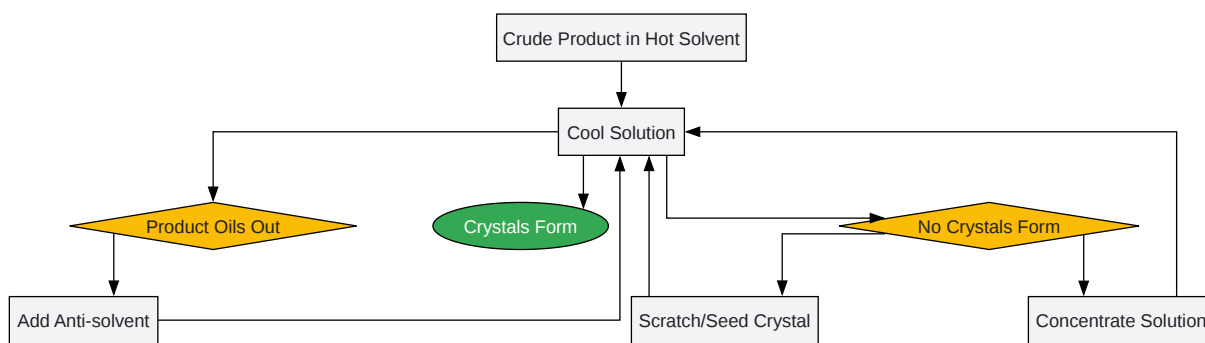 Crude Product in Hot Solvent
Cool Solution
Product Oils Out
Crystals Form
No Crystals Form
Add Anti-solvent
Scratch/Seed Crystal
Concentrate Solution